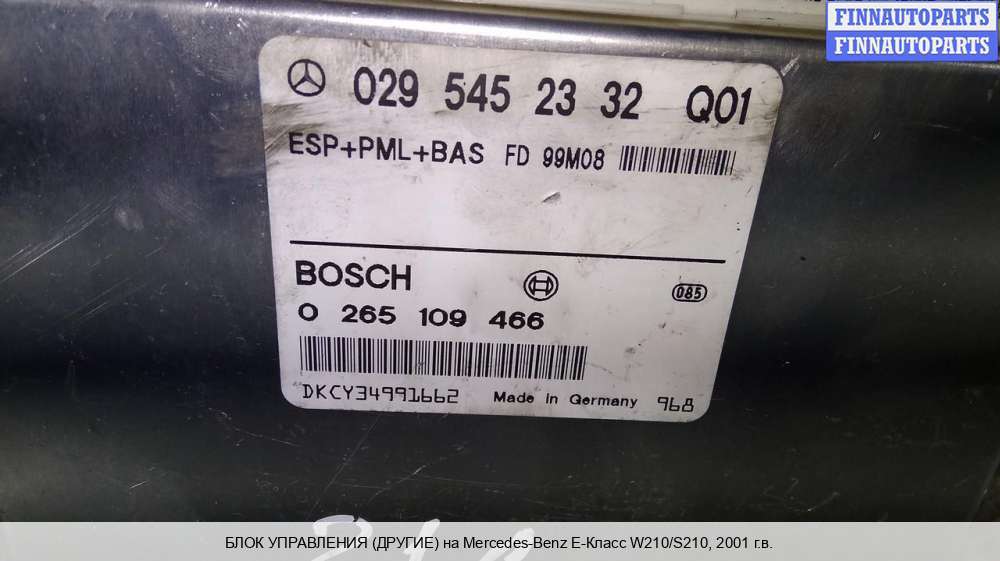 FINNAUTOPARTS
FINNAUTOPARTS
029 545 23 32 Q01
ESP+PML+BAS FD 99M08
BOSCH
085
0 265 109 466
DKCY34991662 Made in Germany 968
БЛОК УПРАВЛЕНИЯ (ДРУГИЕ) на Mercedes-Benz E-Класс W210/S210, 2001 г.в.